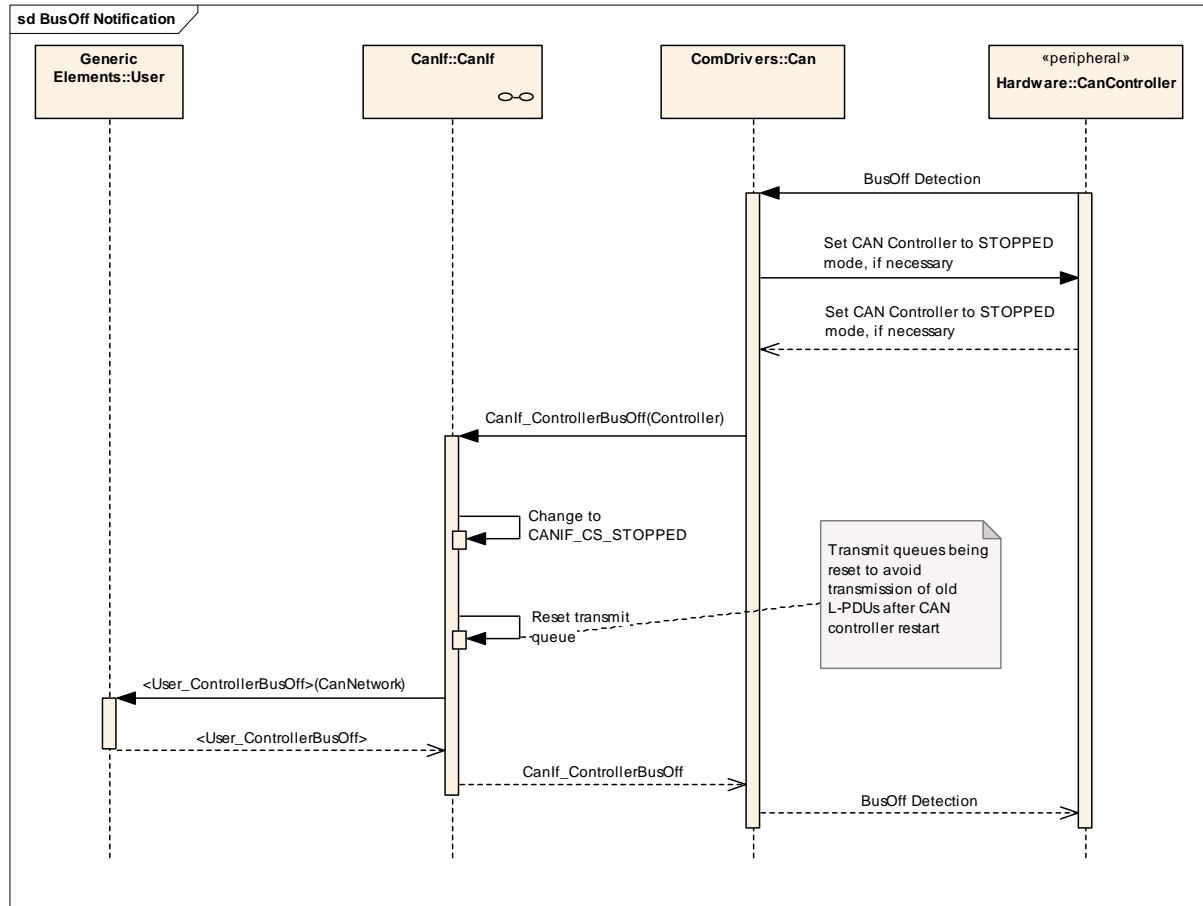 sd BusOff Notification
Generic
Elements::User
CanIf::CanIf
ComDrivers::Can
«peripheral»
Hardware::CanController
BusOff Detection
Set CAN Controller to STOPPED
mode, if necessary
Set CAN Controller to STOPPED
mode, if necessary
CanIf_ControllerBusOff(Controller)
Change to
CANIF_CS_STOPPED
Transmit queues being
reset to avoid
transmission of old
L-PDUs after CAN
controller restart
Reset transmit
queue
<User_ControllerBusOff>(CanNetwork)
<User_ControllerBusOff>
CanIf_ControllerBusOff
BusOff Detection